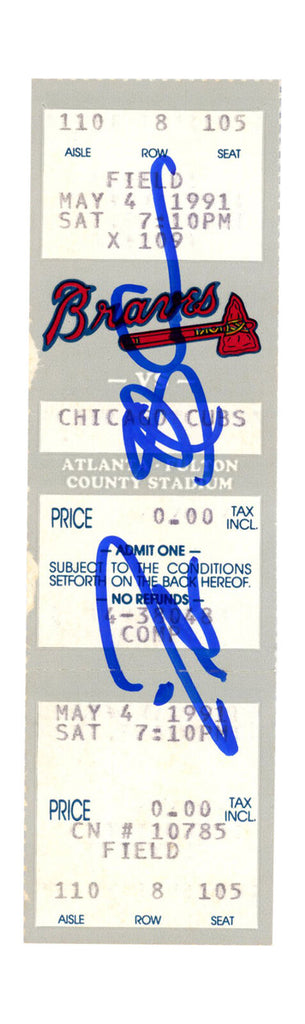 110 8 105
AISLE ROW SEAT
FIELD
MAY 4 1991
SAT 7:10PM
X 109
Braves
— VS —
CHICAGO CUBS
ATLANTA · FULTON
COUNTY STADIUM
PRICE 0.00 TAX INCL.
— ADMIT ONE —
SUBJECT TO THE CONDITIONS
SETFORTH ON THE BACK HEREOF.
— NO REFUNDS —
COMP
MAY 4 1991
SAT 7:10PM
PRICE 0.00 TAX INCL.
CN # 10785
FIELD
110 8 105
AISLE ROW SEAT